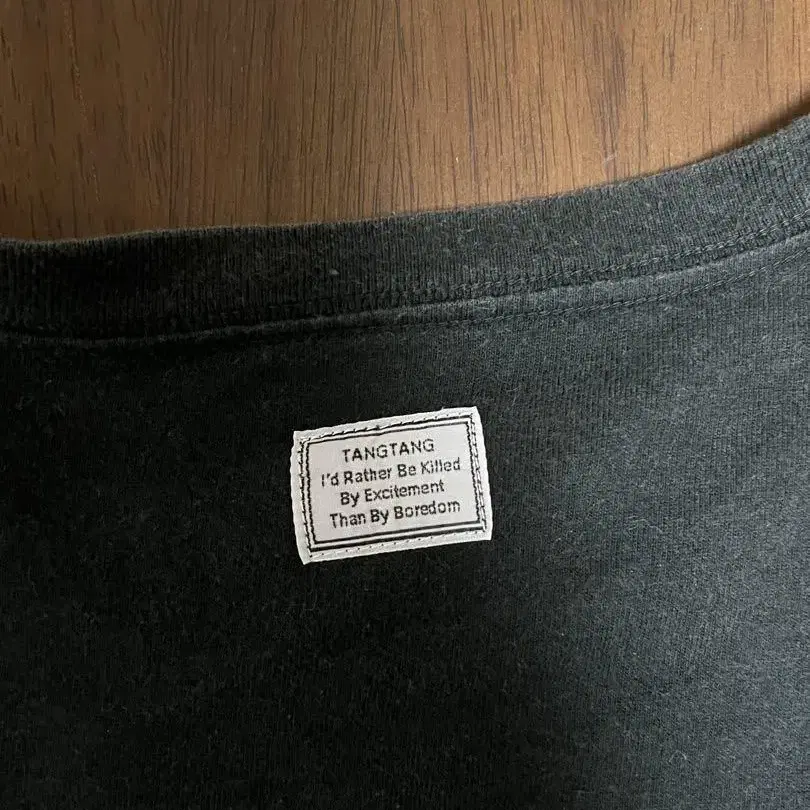 TANGTANG
I'd Rather Be Killed
By Excitement
Than By Boredom